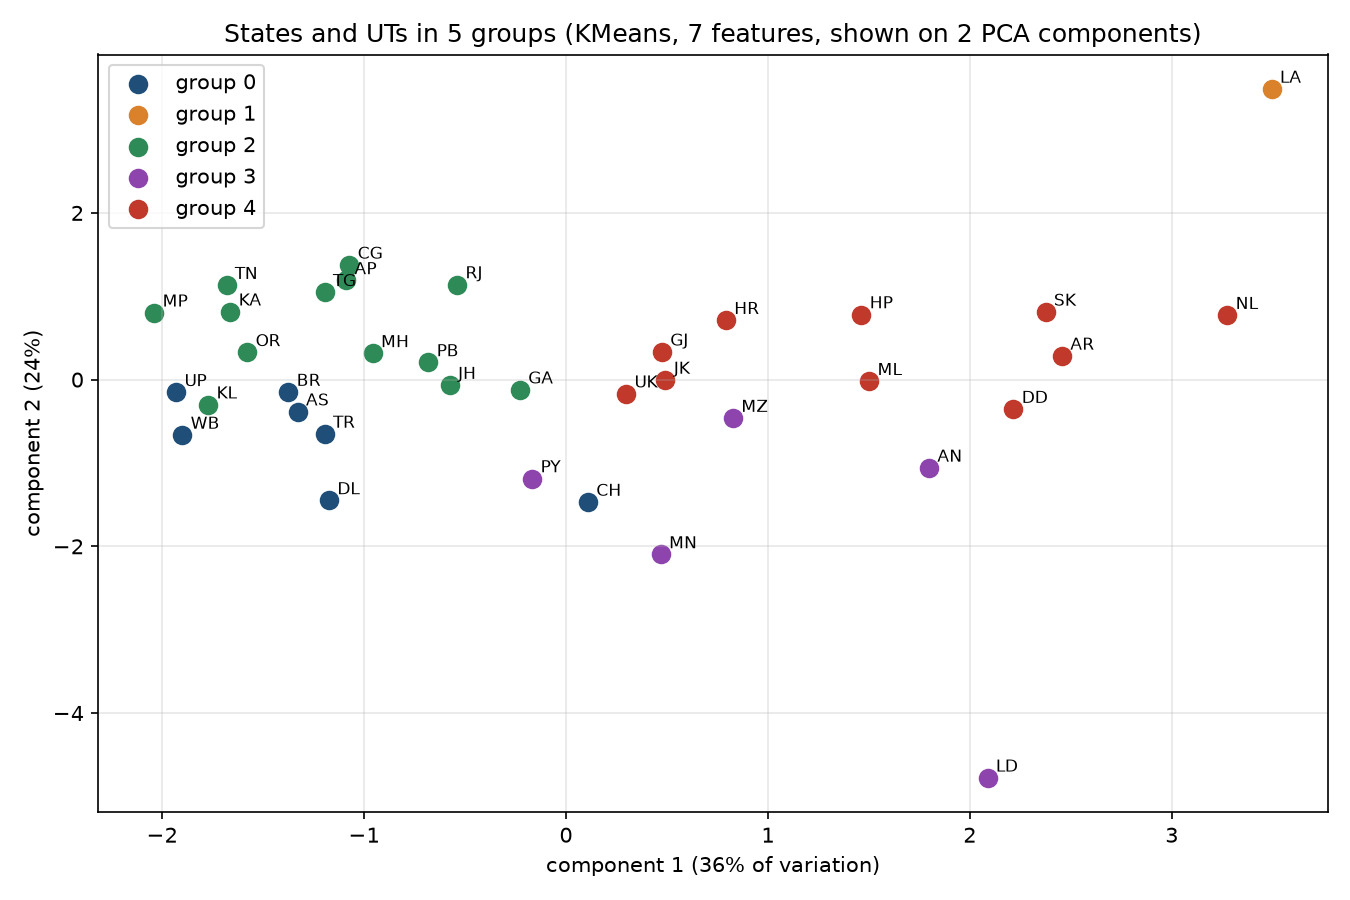 States and UTs in 5 groups (KMeans, 7 features, shown on 2 PCA components)
group 0
group 1
group 2
group 3
group 4
LA
CG
AP
TG
RJ
TN
MP
KA
OR
MH
PB
JH
GA
UP
KL
BR
AS
WB
TR
DL
HR
GJ
JK
UK
HP
ML
SK
AR
NL
DD
MZ
AN
PY
CH
MN
LD
2
0
−2
−4
component 2 (24%)
−2
−1
0
1
2
3
component 1 (36% of variation)